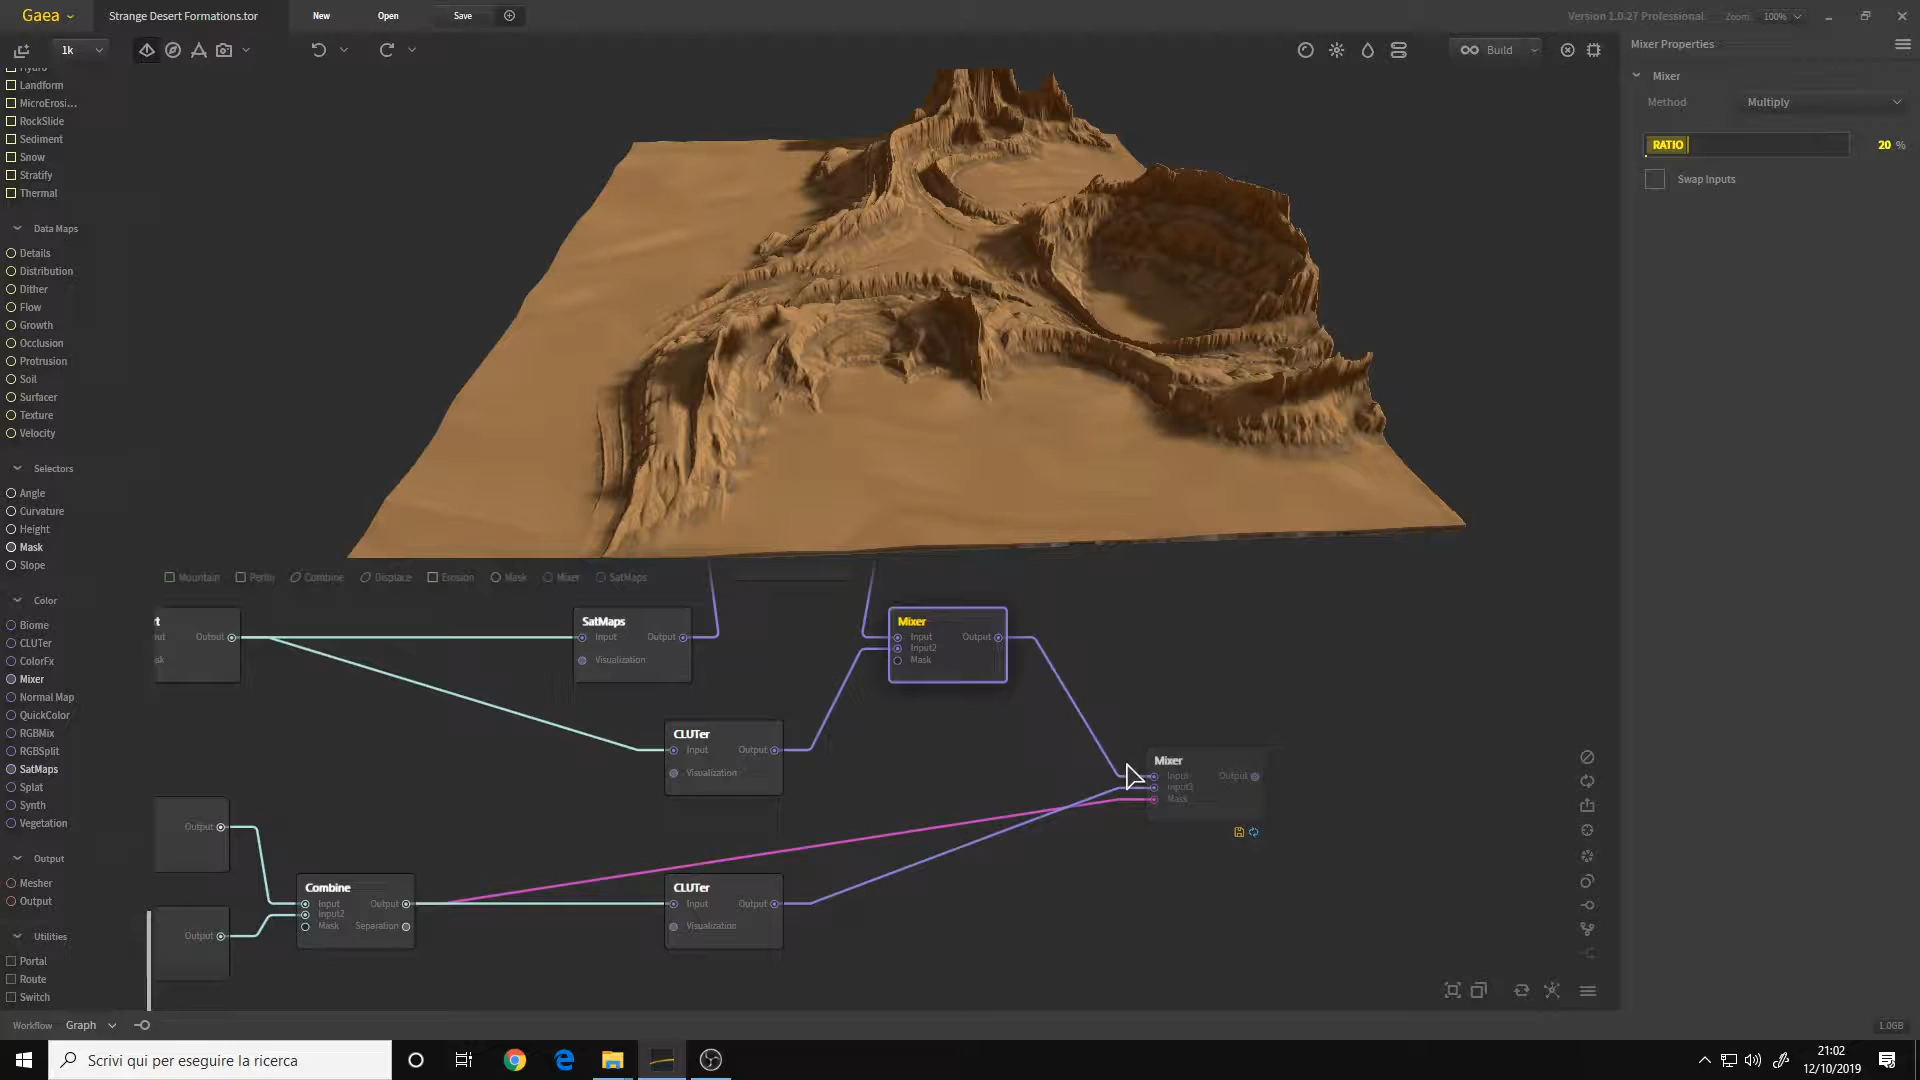 Gaea
Strange Desert Formations.tor
New
Open
Save
Version 1.0.27 Professional
Zoom:
100%
1k
Build
Mixer Properties
Mixer
Method
Multiply
RATIO
20 %
Swap Inputs
Hydro
Landform
MicroErosi...
RockSlide
Sediment
Snow
Stratify
Thermal
Data Maps
Details
Distribution
Dither
Flow
Growth
Occlusion
Protrusion
Soil
Surfacer
Texture
Velocity
Selectors
Angle
Curvature
Height
Mask
Slope
Color
Biome
CLUTer
ColorFx
Mixer
Normal Map
QuickColor
RGBMix
RGBSplit
SatMaps
Splat
Synth
Vegetation
Output
Mesher
Output
Utilities
Portal
Route
Switch
Mountain
Perlin
Combine
Displace
Erosion
Mask
Mixer
SatMaps
Output
SatMaps
Input
Output
Visualization
Mixer
Input
Output
Input2
Mask
CLUTer
Input
Output
Visualization
Mixer
Input
Output
Input2
Mask
Output
Combine
Input
Output
Input2
Mask
Separation
CLUTer
Input
Output
Visualization
Output
Workflow
Graph
1.0GB
Scrivi qui per eseguire la ricerca
21:02
12/10/2019